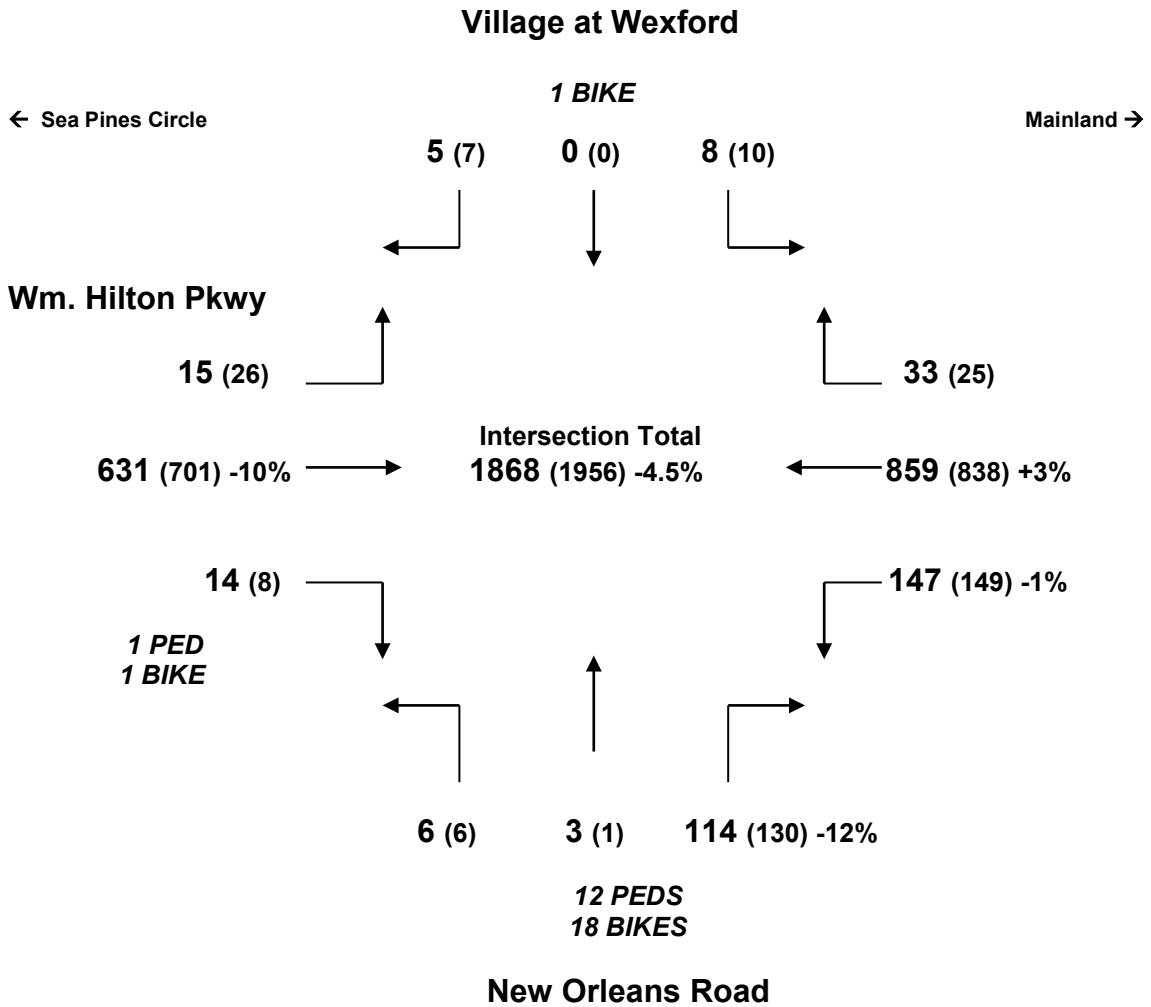 Village at Wexford
1 BIKE
← Sea Pines Circle
Mainland →
5 (7)
0 (0)
8 (10)
Wm. Hilton Pkwy
15 (26)
33 (25)
Intersection Total
631 (701) -10%
1868 (1956) -4.5%
859 (838) +3%
14 (8)
147 (149) -1%
1 PED
1 BIKE
6 (6)
3 (1)
114 (130) -12%
12 PEDS
18 BIKES
New Orleans Road